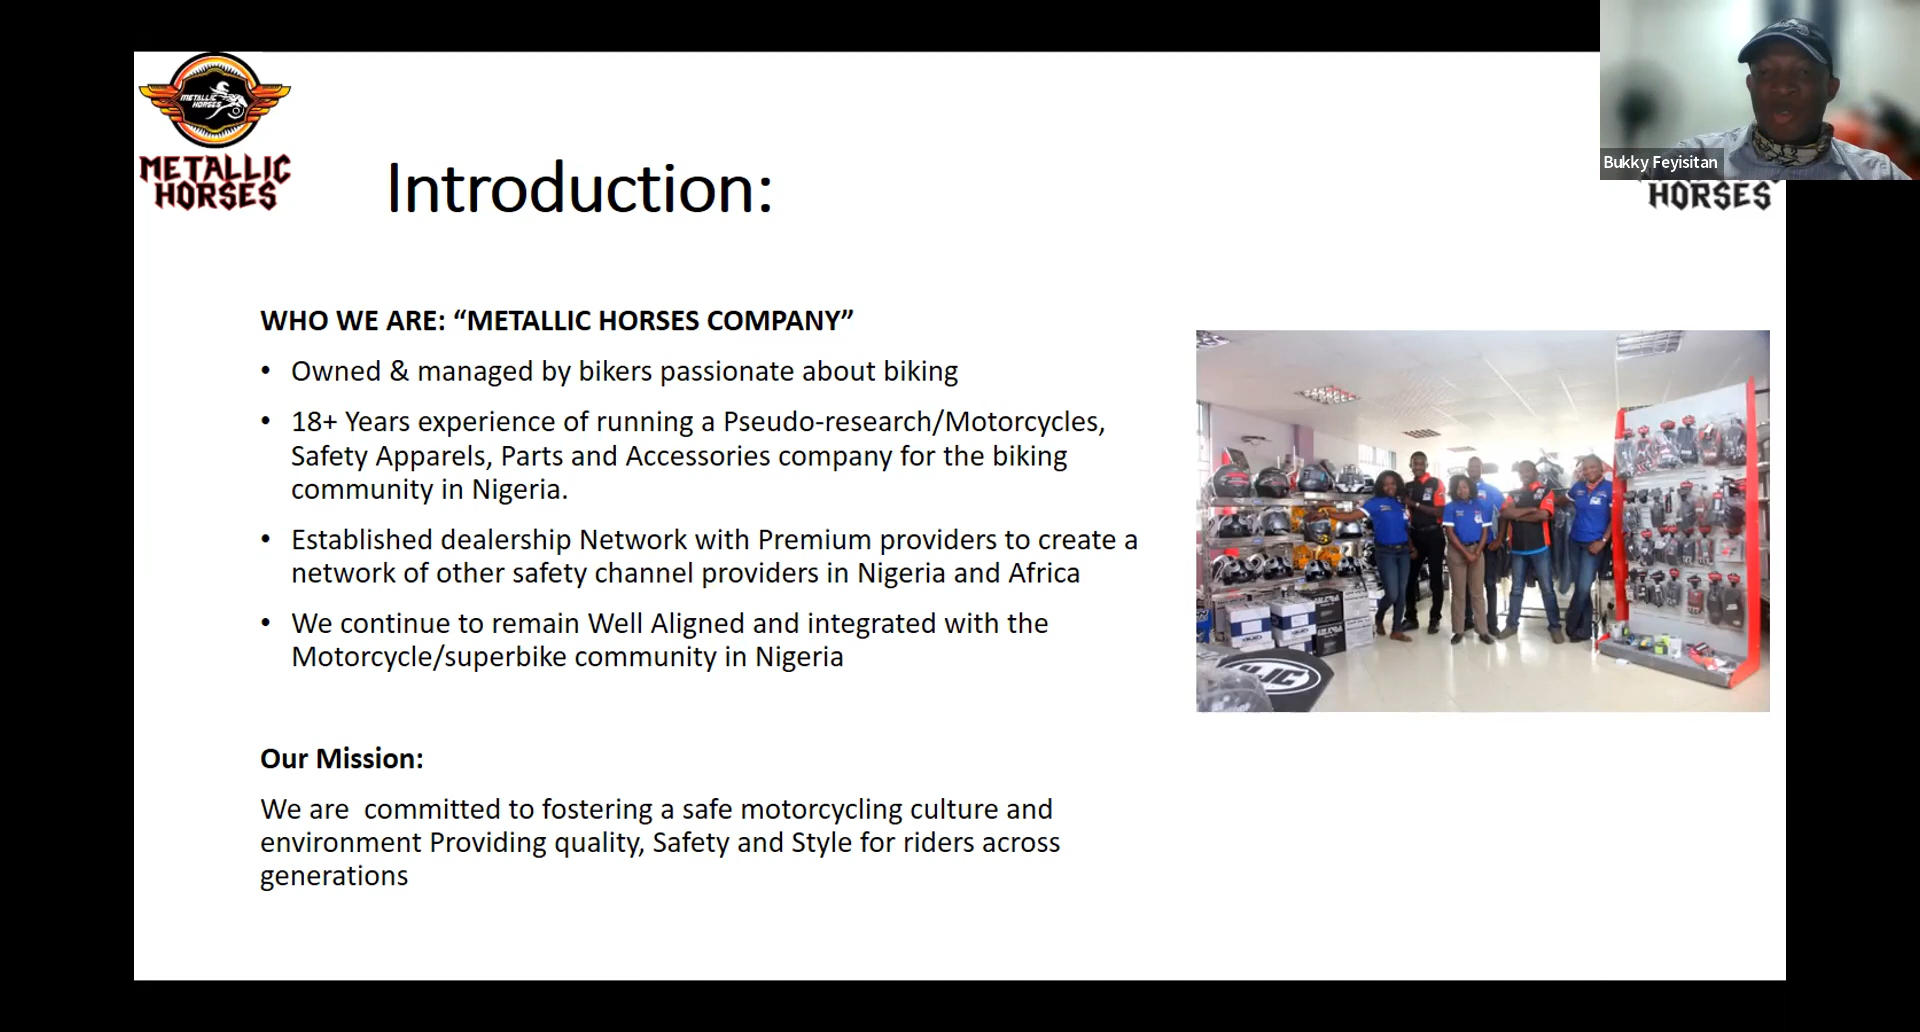 METALLIC
HORSES
METALLIC
HORSES
Introduction:
Bukky Feyisitan
HORSES
WHO WE ARE: “METALLIC HORSES COMPANY”
• Owned & managed by bikers passionate about biking
• 18+ Years experience of running a Pseudo-research/Motorcycles,
Safety Apparels, Parts and Accessories company for the biking
community in Nigeria.
• Established dealership Network with Premium providers to create a
network of other safety channel providers in Nigeria and Africa
• We continue to remain Well Aligned and integrated with the
Motorcycle/superbike community in Nigeria
HJC
Our Mission:
We are  committed to fostering a safe motorcycling culture and
environment Providing quality, Safety and Style for riders across
generations